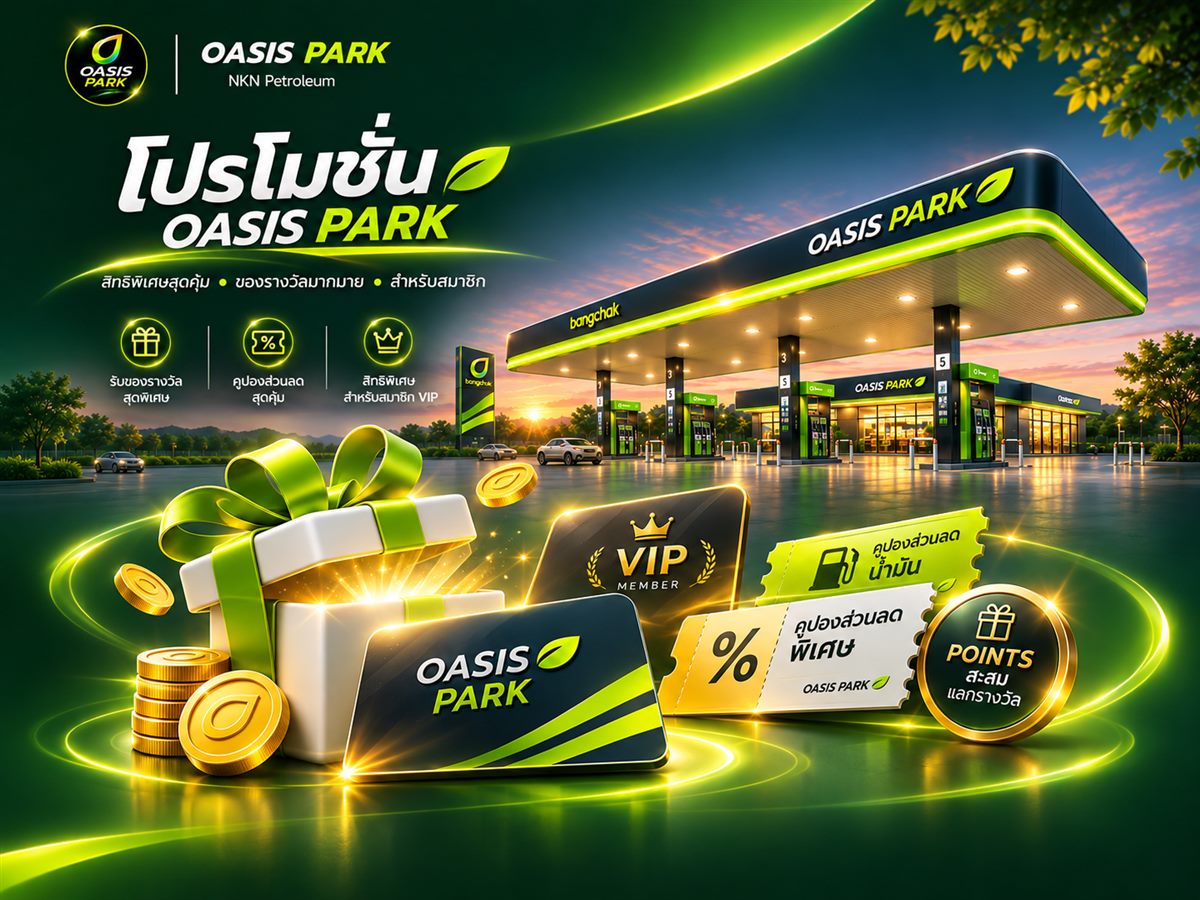 OASIS
PARK
OASIS PARK
NKN Petroleum
โปรโมชั่น
OASIS PARK
สิทธิพิเศษสุดคุ้ม • ของรางวัลมากมาย • สำหรับสมาชิก
รับของรางวัล
สุดพิเศษ
%
คูปองส่วนลด
สุดคุ้ม
สิทธิพิเศษ
สำหรับสมาชิก VIP
OASIS PARK
bangchak
bangchak
3
5
OASIS PARK
VIP
MEMBER
คูปองส่วนลด
น้ำมัน
%
คูปองส่วนลด
พิเศษ
OASIS PARK
OASIS
PARK
POINTS
สะสม
แลกรางวัล